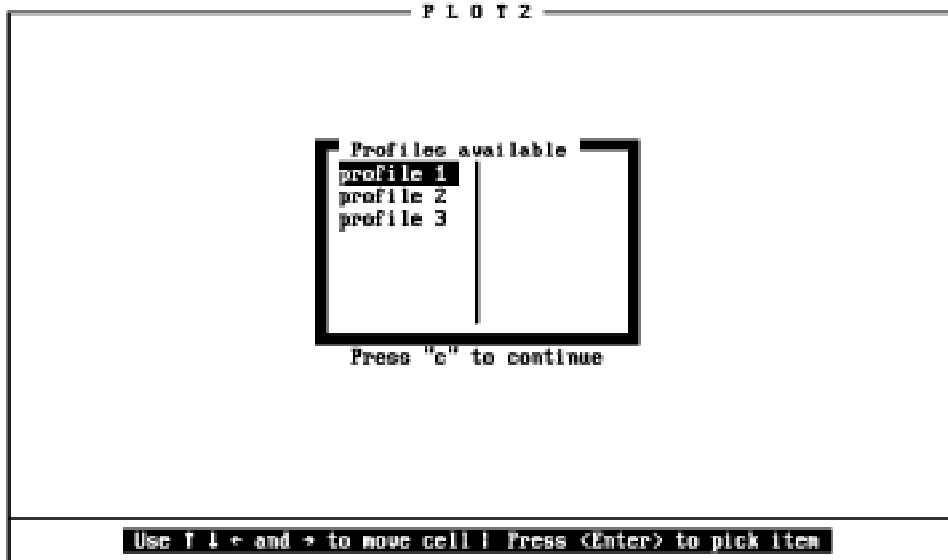 P L O T 2
Profiles available
profile 1
profile 2
profile 3
Press "c" to continue
Use ↑ ↓ ← and → to move cell | Press <Enter> to pick item